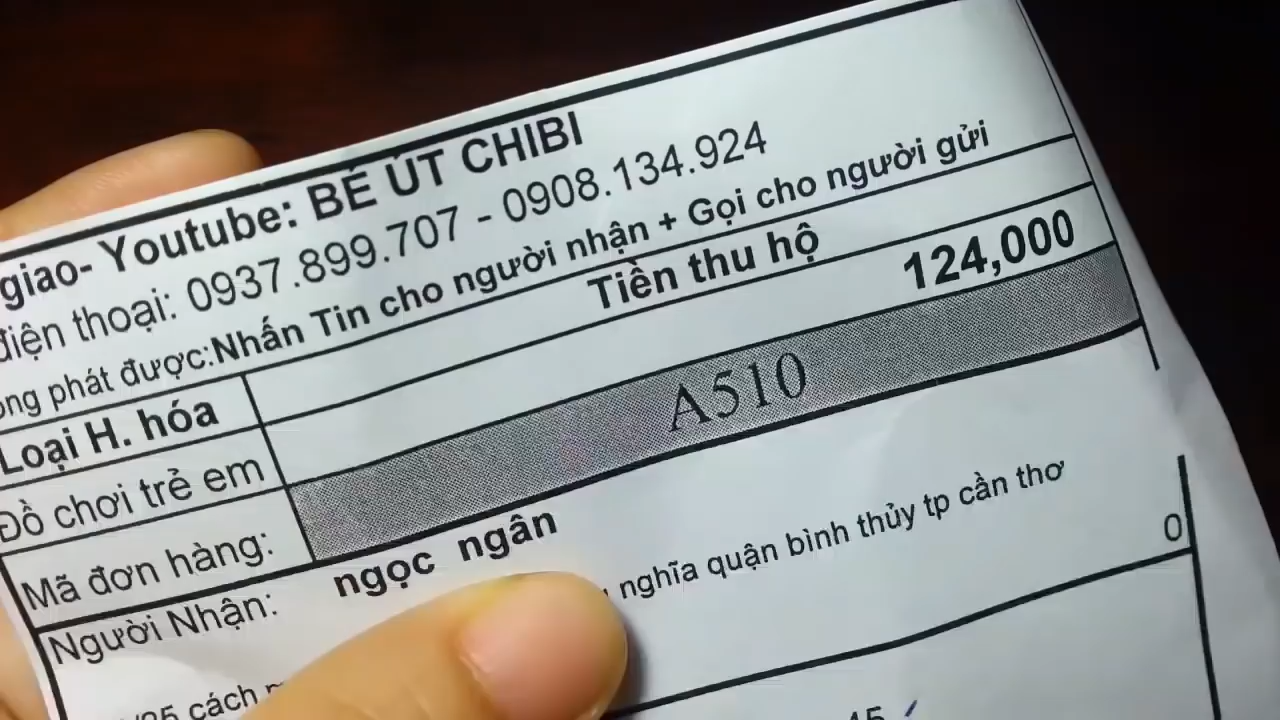 giao- Youtube: BÉ ÚT CHIBI
điện thoại: 0937.899.707 - 0908.134.924
phát được:Nhấn Tin cho người nhận + Gọi cho người gửi
Loại H. hóa Tiền thu hộ 124,000
Đồ chơi trẻ em
Mã đơn hàng: A510
Người Nhận: ngọc ngân
cách nghĩa quận bình thủy tp cần thơ
0